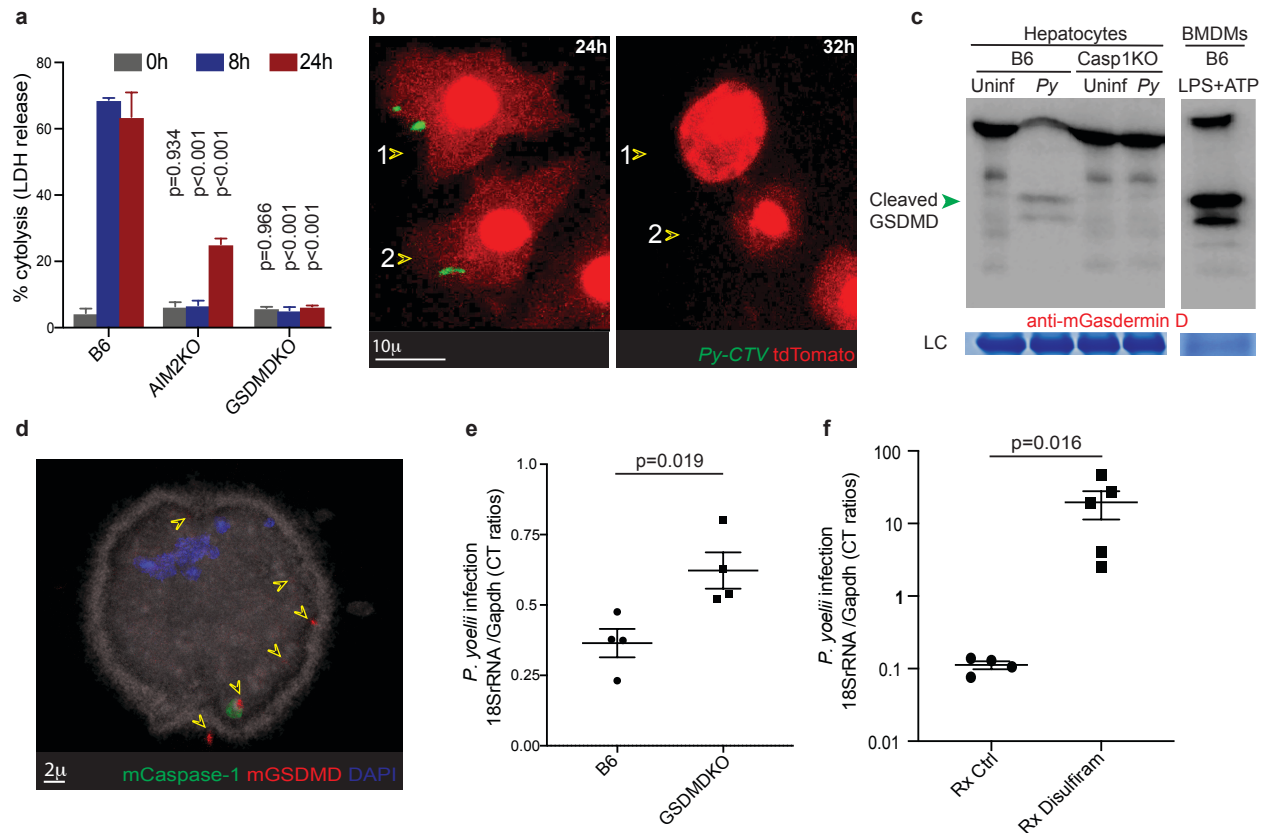 a
0h 8h 24h
% cytolysis (LDH release)
80
60
40
20
0
p=0.934
p<0.001
p<0.001
p=0.966
p<0.001
p<0.001
B6
AIM2KO
GSDMDKO
b
24h
32h
1
2
1
2
10μ
Py-CTV tdTomato
c
Hepatocytes
BMDMs
B6 Casp1KO
B6
Uninf Py Uninf Py
LPS+ATP
Cleaved
GSDMD
anti-mGasdermin D
LC
d
2μ
mCaspase-1 mGSDMD DAPI
e
p=0.019
P. yoelii infection
18SrRNA /Gapdh (CT ratios)
1.0
0.75
0.5
0.25
0.00
B6
GSDMDKO
f
p=0.016
P. yoelii infection
18SrRNA/Gapdh (CT ratios)
100
10
1
0.1
0.01
Rx Ctrl
Rx Disulfiram